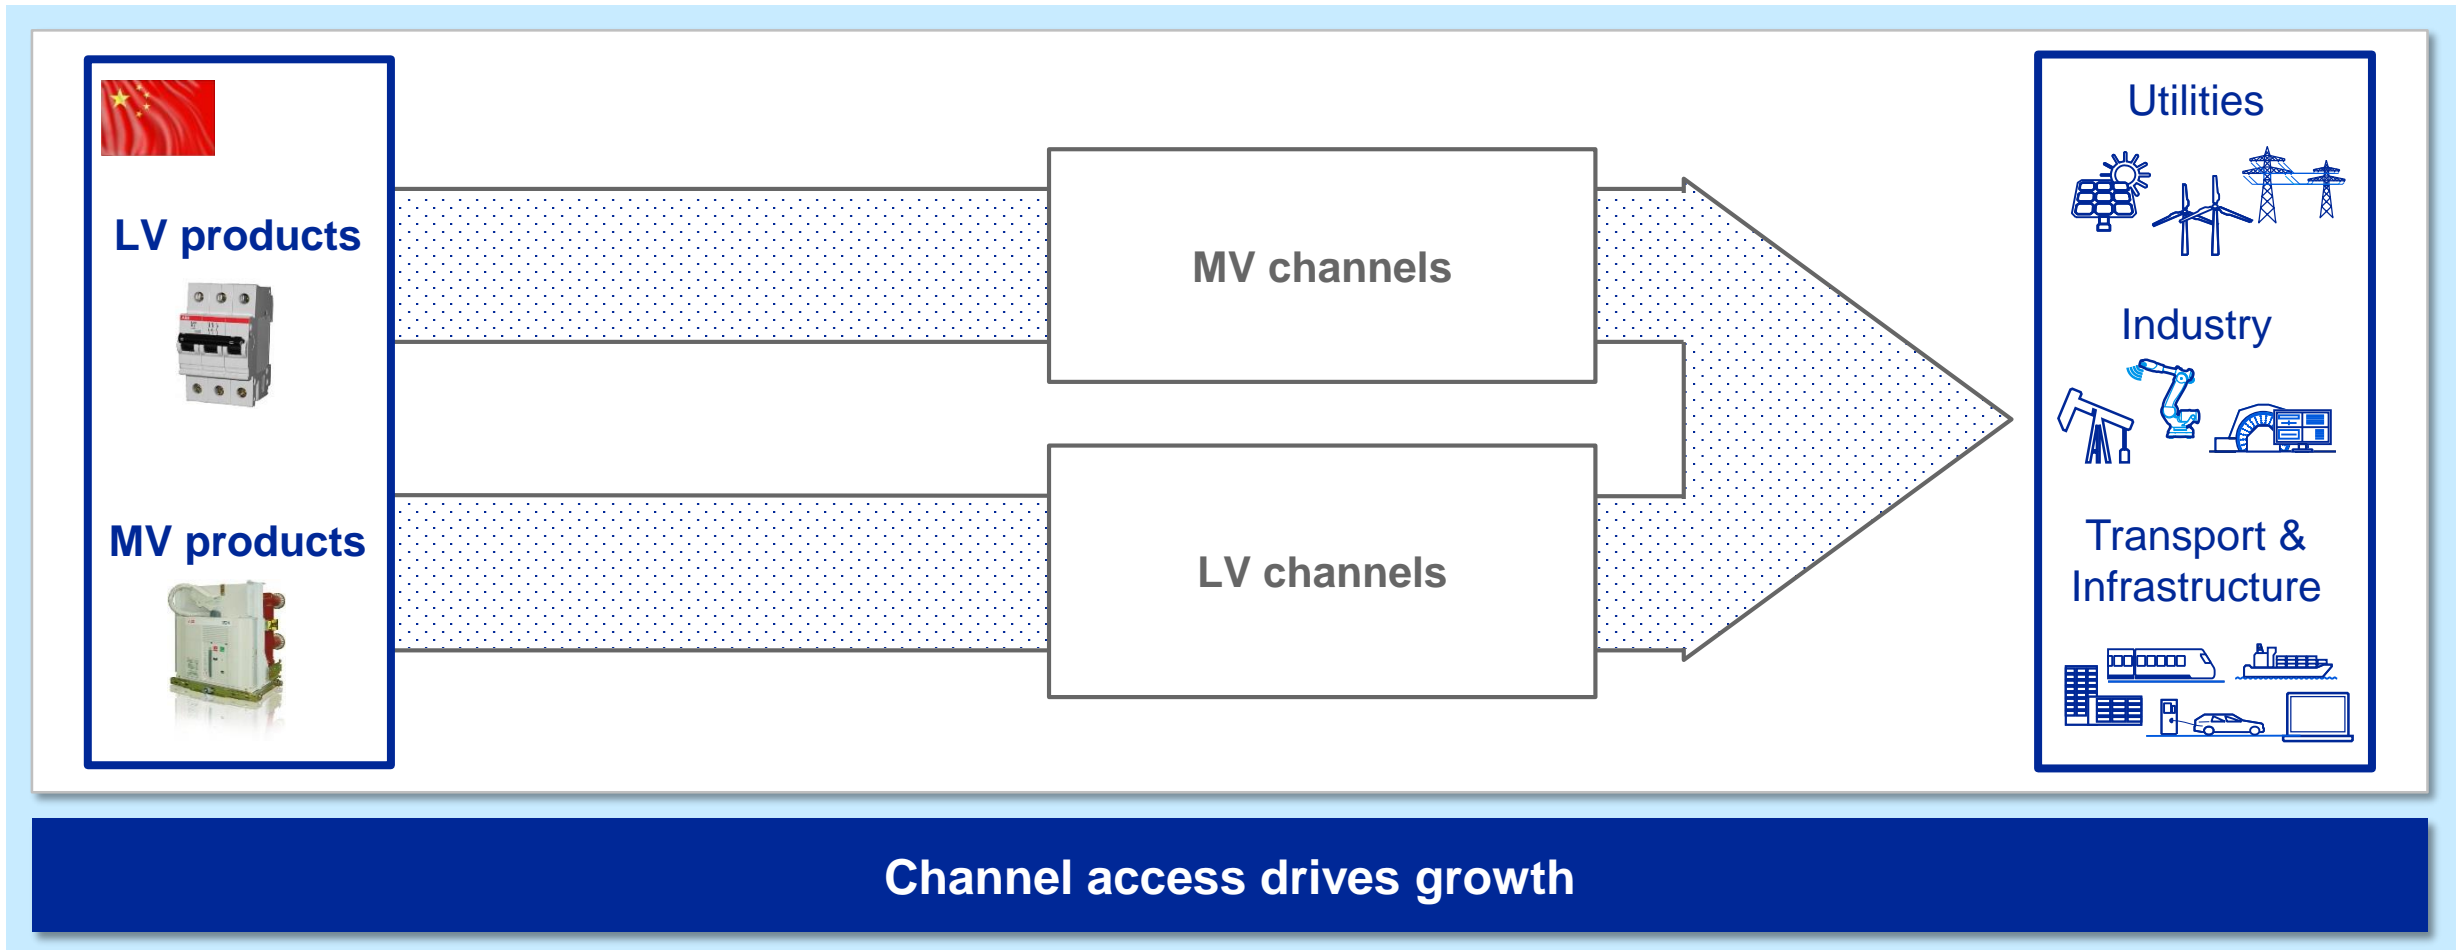 LV products
MV products
MV channels
LV channels
Utilities
Industry
Transport &
Infrastructure
Channel access drives growth